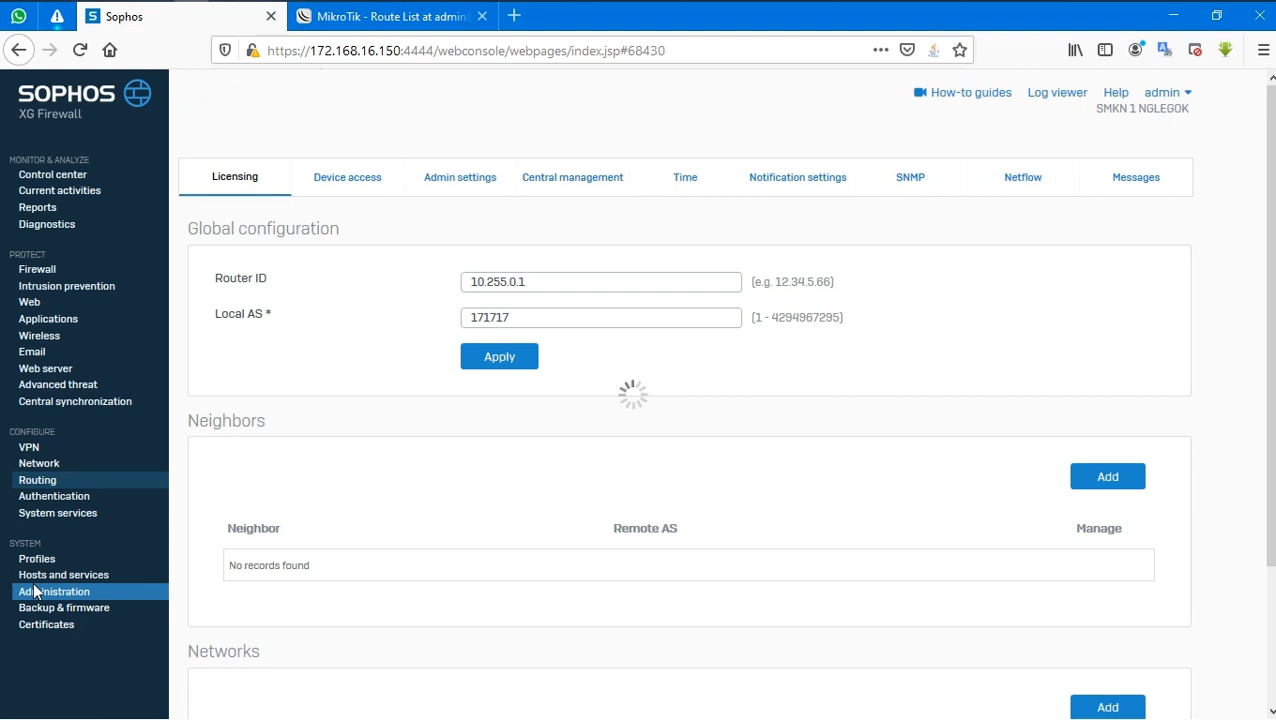 Sophos
MikroTik - Route List at admin
https://172.168.16.150:4444/webconsole/webpages/index.jsp#68430
SOPHOS
XG Firewall
How-to guides
Log viewer
Help
admin
SMKN 1 NGLEGOK
MONITOR & ANALYZE
Control center
Current activities
Reports
Diagnostics
PROTECT
Firewall
Intrusion prevention
Web
Applications
Wireless
Email
Web server
Advanced threat
Central synchronization
CONFIGURE
VPN
Network
Routing
Authentication
System services
SYSTEM
Profiles
Hosts and services
Administration
Backup & firmware
Certificates
Licensing
Device access
Admin settings
Central management
Time
Notification settings
SNMP
Netflow
Messages
Global configuration
Router ID
10.255.0.1
(e.g. 12.34.5.66)
Local AS *
171717
(1 - 4294967295)
Apply
Neighbors
Add
Neighbor
Remote AS
Manage
No records found
Networks
Add